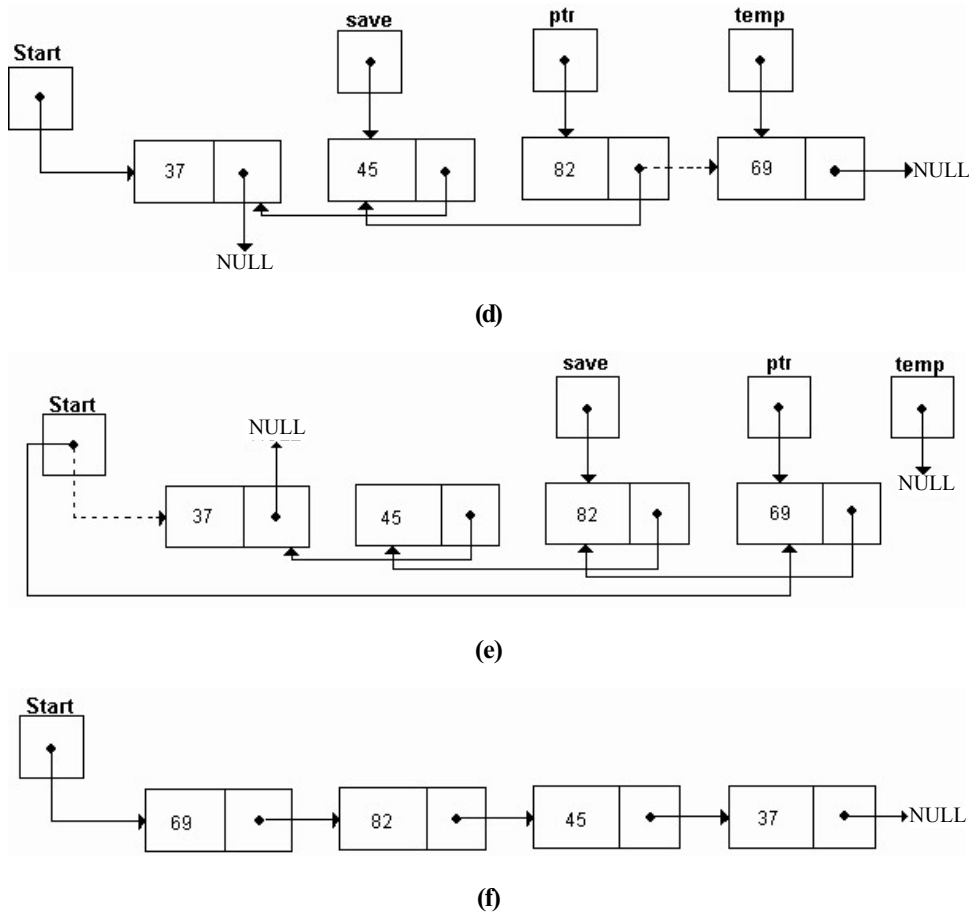 save ptr temp
Start
37 45 82 69 NULL
NULL
(d)
save ptr temp
Start NULL
NULL
37 45 82 69
(e)
Start
69 82 45 37 NULL
(f)